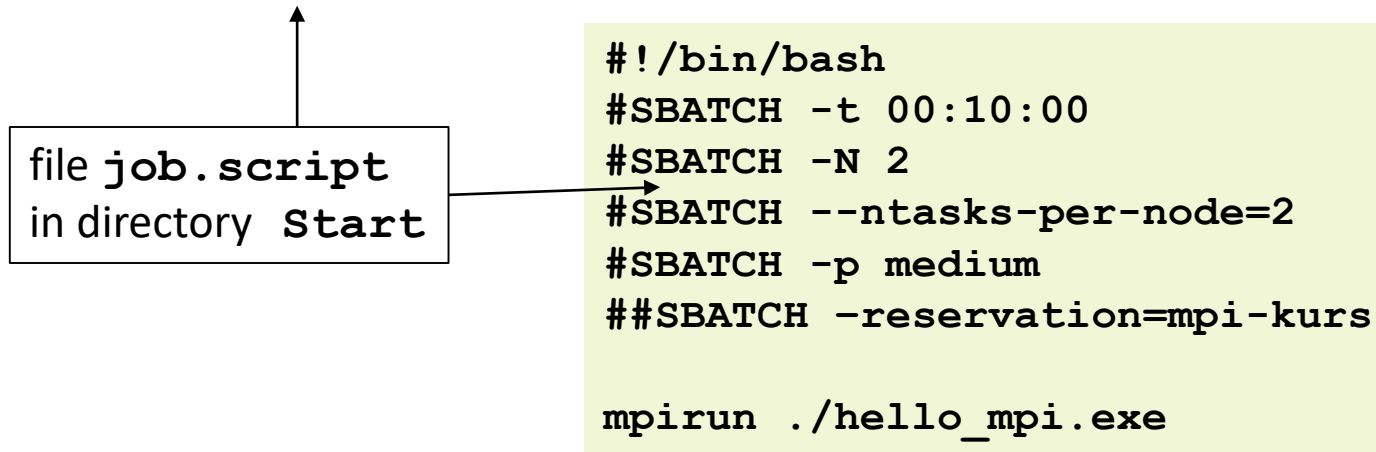 file job.script
in directory Start
#!/bin/bash
#SBATCH -t 00:10:00
#SBATCH -N 2
#SBATCH --ntasks-per-node=2
#SBATCH -p medium
##SBATCH –reservation=mpi-kurs
mpirun ./hello_mpi.exe